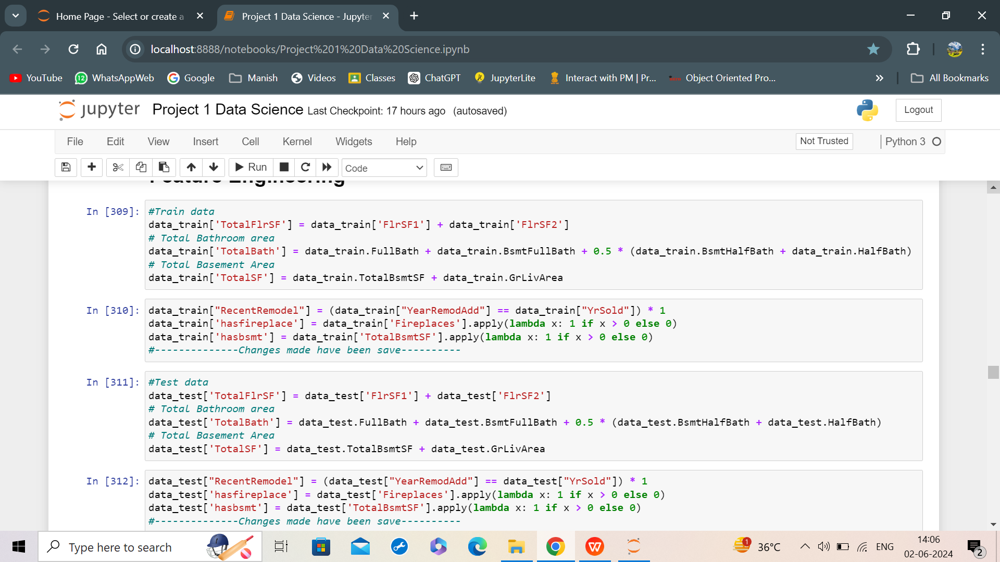 Home Page - Select or create a
Project 1 Data Science - Jupyter
localhost:8888/notebooks/Project%201%20Data%20Science.ipynb
YouTube
12
WhatsAppWeb
Google
Manish
Videos
Classes
ChatGPT
JupyterLite
Interact with PM | Pr...
Object Oriented Pro...
»
All Bookmarks
jupyter
Project 1 Data Science Last Checkpoint: 17 hours ago (autosaved)
Logout
File
Edit
View
Insert
Cell
Kernel
Widgets
Help
Not Trusted
Python 3
Run
Code
Feature Engineering
In [309]:
#Train data
data_train['TotalFlrSF'] = data_train['FlrSF1'] + data_train['FlrSF2']
# Total Bathroom area
data_train['TotalBath'] = data_train.FullBath + data_train.BsmtFullBath + 0.5 * (data_train.BsmtHalfBath + data_train.HalfBath)
# Total Basement Area
data_train['TotalSF'] = data_train.TotalBsmtSF + data_train.GrLivArea
In [310]:
data_train["RecentRemodel"] = (data_train["YearRemodAdd"] == data_train["YrSold"]) * 1
data_train['hasfireplace'] = data_train['Fireplaces'].apply(lambda x: 1 if x > 0 else 0)
data_train['hasbsmt'] = data_train['TotalBsmtSF'].apply(lambda x: 1 if x > 0 else 0)
#--------------Changes made have been save----------
In [311]:
#Test data
data_test['TotalFlrSF'] = data_test['FlrSF1'] + data_test['FlrSF2']
# Total Bathroom area
data_test['TotalBath'] = data_test.FullBath + data_test.BsmtFullBath + 0.5 * (data_test.BsmtHalfBath + data_test.HalfBath)
# Total Basement Area
data_test['TotalSF'] = data_test.TotalBsmtSF + data_test.GrLivArea
In [312]:
data_test["RecentRemodel"] = (data_test["YearRemodAdd"] == data_test["YrSold"]) * 1
data_test['hasfireplace'] = data_test['Fireplaces'].apply(lambda x: 1 if x > 0 else 0)
data_test['hasbsmt'] = data_test['TotalBsmtSF'].apply(lambda x: 1 if x > 0 else 0)
#--------------Changes made have been save----------
Type here to search
1
36°C
ENG
14:06
02-06-2024
2